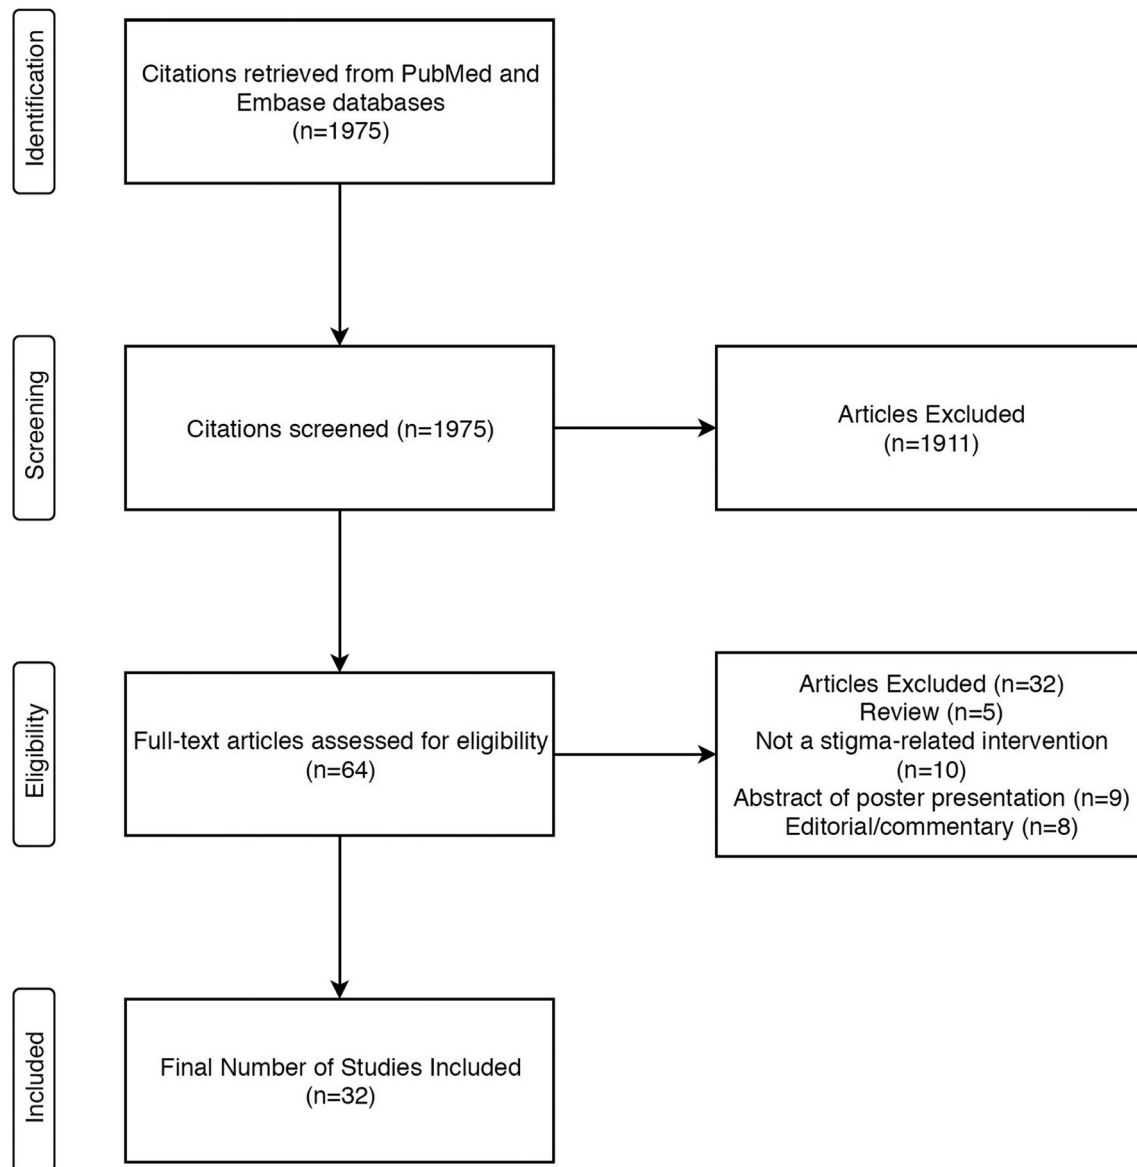 Identification
Citations retrieved from PubMed and
Embase databases
(n=1975)
Screening
Citations screened (n=1975)
Articles Excluded
(n=1911)
Eligibility
Full-text articles assessed for eligibility
(n=64)
Articles Excluded (n=32)
Review (n=5)
Not a stigma-related intervention
(n=10)
Abstract of poster presentation (n=9)
Editorial/commentary (n=8)
Included
Final Number of Studies Included
(n=32)